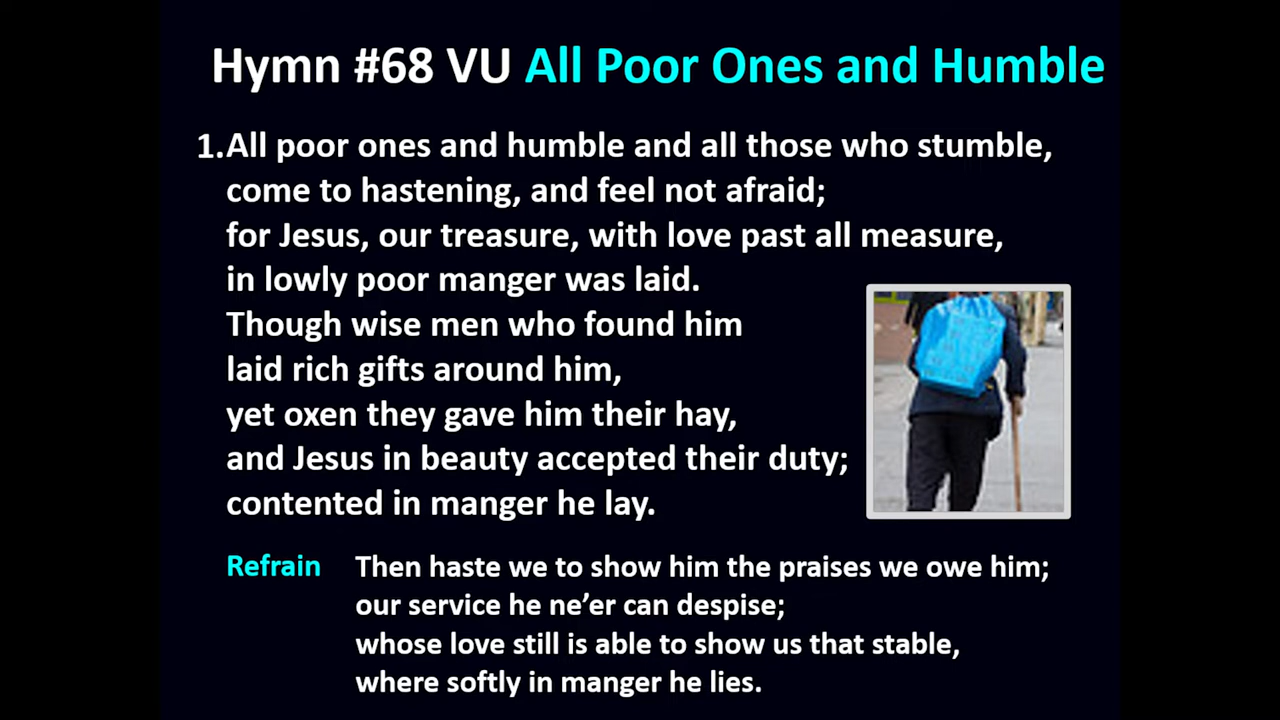 Hymn #68 VU All Poor Ones and Humble
1.All poor ones and humble and all those who stumble,
come to hastening, and feel not afraid;
for Jesus, our treasure, with love past all measure,
in lowly poor manger was laid.
Though wise men who found him
laid rich gifts around him,
yet oxen they gave him their hay,
and Jesus in beauty accepted their duty;
contented in manger he lay.
Refrain Then haste we to show him the praises we owe him;
our service he ne’er can despise;
whose love still is able to show us that stable,
where softly in manger he lies.